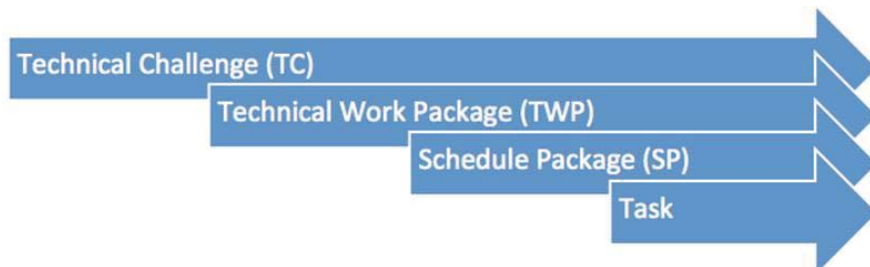 Technical Challenge (TC)
Technical Work Package (TWP)
Schedule Package (SP)
Task